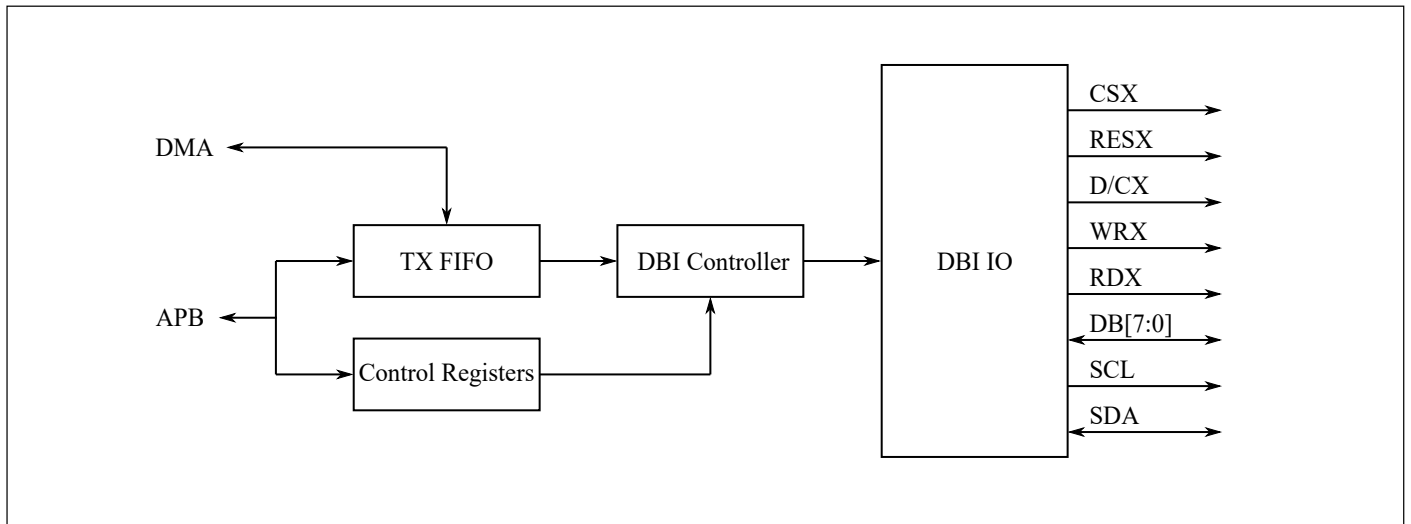 DMA
APB
TX FIFO
Control Registers
DBI Controller
DBI IO
CSX
RESX
D/CX
WRX
RDX
DB[7:0]
SCL
SDA